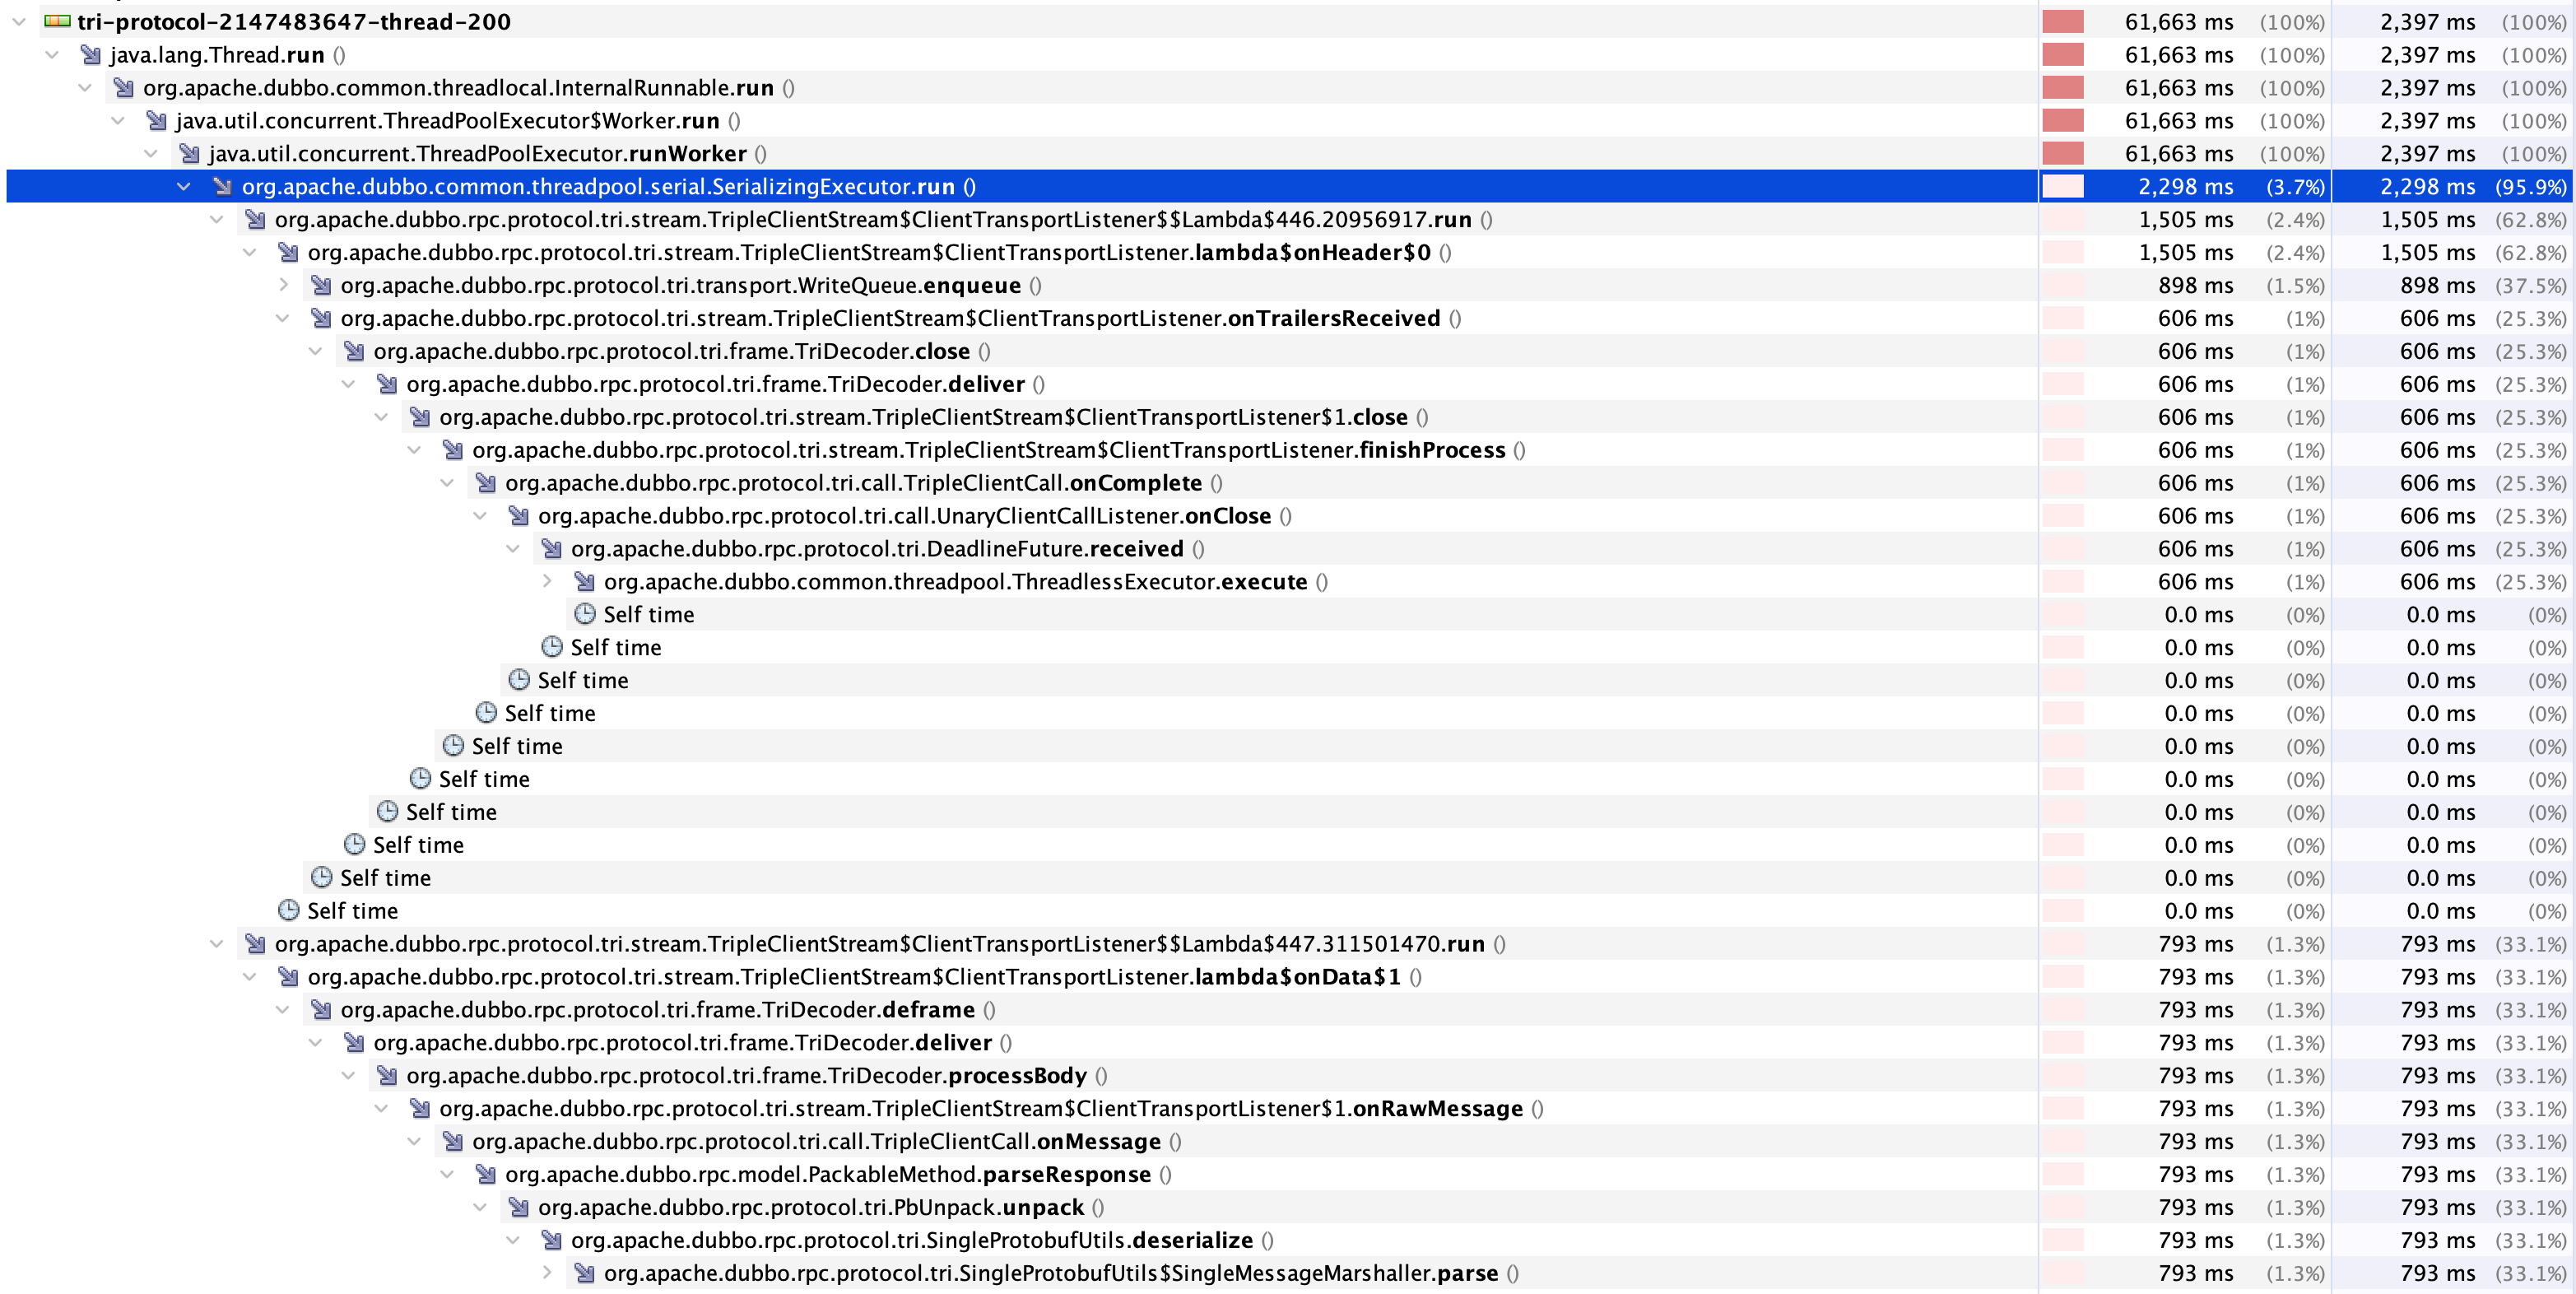 tri-protocol-2147483647-thread-200 61,663 ms (100%) 2,397 ms (100%)
java.lang.Thread.run () 61,663 ms (100%) 2,397 ms (100%)
org.apache.dubbo.common.threadlocal.InternalRunnable.run () 61,663 ms (100%) 2,397 ms (100%)
java.util.concurrent.ThreadPoolExecutor$Worker.run () 61,663 ms (100%) 2,397 ms (100%)
java.util.concurrent.ThreadPoolExecutor.runWorker () 61,663 ms (100%) 2,397 ms (100%)
org.apache.dubbo.common.threadpool.serial.SerializingExecutor.run () 2,298 ms (3.7%) 2,298 ms (95.9%)
org.apache.dubbo.rpc.protocol.tri.stream.TripleClientStream$ClientTransportListener$$Lambda$446.20956917.run () 1,505 ms (2.4%) 1,505 ms (62.8%)
org.apache.dubbo.rpc.protocol.tri.stream.TripleClientStream$ClientTransportListener.lambda$onHeader$0 () 1,505 ms (2.4%) 1,505 ms (62.8%)
org.apache.dubbo.rpc.protocol.tri.transport.WriteQueue.enqueue () 898 ms (1.5%) 898 ms (37.5%)
org.apache.dubbo.rpc.protocol.tri.stream.TripleClientStream$ClientTransportListener.onTrailersReceived () 606 ms (1%) 606 ms (25.3%)
org.apache.dubbo.rpc.protocol.tri.frame.TriDecoder.close () 606 ms (1%) 606 ms (25.3%)
org.apache.dubbo.rpc.protocol.tri.frame.TriDecoder.deliver () 606 ms (1%) 606 ms (25.3%)
org.apache.dubbo.rpc.protocol.tri.stream.TripleClientStream$ClientTransportListener$1.close () 606 ms (1%) 606 ms (25.3%)
org.apache.dubbo.rpc.protocol.tri.stream.TripleClientStream$ClientTransportListener.finishProcess () 606 ms (1%) 606 ms (25.3%)
org.apache.dubbo.rpc.protocol.tri.call.TripleClientCall.onComplete () 606 ms (1%) 606 ms (25.3%)
org.apache.dubbo.rpc.protocol.tri.call.UnaryClientCallListener.onClose () 606 ms (1%) 606 ms (25.3%)
org.apache.dubbo.rpc.protocol.tri.DeadlineFuture.received () 606 ms (1%) 606 ms (25.3%)
org.apache.dubbo.common.threadpool.ThreadlessExecutor.execute () 606 ms (1%) 606 ms (25.3%)
Self time 0.0 ms (0%) 0.0 ms (0%)
Self time 0.0 ms (0%) 0.0 ms (0%)
Self time 0.0 ms (0%) 0.0 ms (0%)
Self time 0.0 ms (0%) 0.0 ms (0%)
Self time 0.0 ms (0%) 0.0 ms (0%)
Self time 0.0 ms (0%) 0.0 ms (0%)
Self time 0.0 ms (0%) 0.0 ms (0%)
Self time 0.0 ms (0%) 0.0 ms (0%)
Self time 0.0 ms (0%) 0.0 ms (0%)
Self time 0.0 ms (0%) 0.0 ms (0%)
org.apache.dubbo.rpc.protocol.tri.stream.TripleClientStream$ClientTransportListener$$Lambda$447.311501470.run () 793 ms (1.3%) 793 ms (33.1%)
org.apache.dubbo.rpc.protocol.tri.stream.TripleClientStream$ClientTransportListener.lambda$onData$1 () 793 ms (1.3%) 793 ms (33.1%)
org.apache.dubbo.rpc.protocol.tri.frame.TriDecoder.deframe () 793 ms (1.3%) 793 ms (33.1%)
org.apache.dubbo.rpc.protocol.tri.frame.TriDecoder.deliver () 793 ms (1.3%) 793 ms (33.1%)
org.apache.dubbo.rpc.protocol.tri.frame.TriDecoder.processBody () 793 ms (1.3%) 793 ms (33.1%)
org.apache.dubbo.rpc.protocol.tri.stream.TripleClientStream$ClientTransportListener$1.onRawMessage () 793 ms (1.3%) 793 ms (33.1%)
org.apache.dubbo.rpc.protocol.tri.call.TripleClientCall.onMessage () 793 ms (1.3%) 793 ms (33.1%)
org.apache.dubbo.rpc.model.PackableMethod.parseResponse () 793 ms (1.3%) 793 ms (33.1%)
org.apache.dubbo.rpc.protocol.tri.PbUnpack.unpack () 793 ms (1.3%) 793 ms (33.1%)
org.apache.dubbo.rpc.protocol.tri.SingleProtobufUtils.deserialize () 793 ms (1.3%) 793 ms (33.1%)
org.apache.dubbo.rpc.protocol.tri.SingleProtobufUtils$SingleMessageMarshaller.parse () 793 ms (1.3%) 793 ms (33.1%)